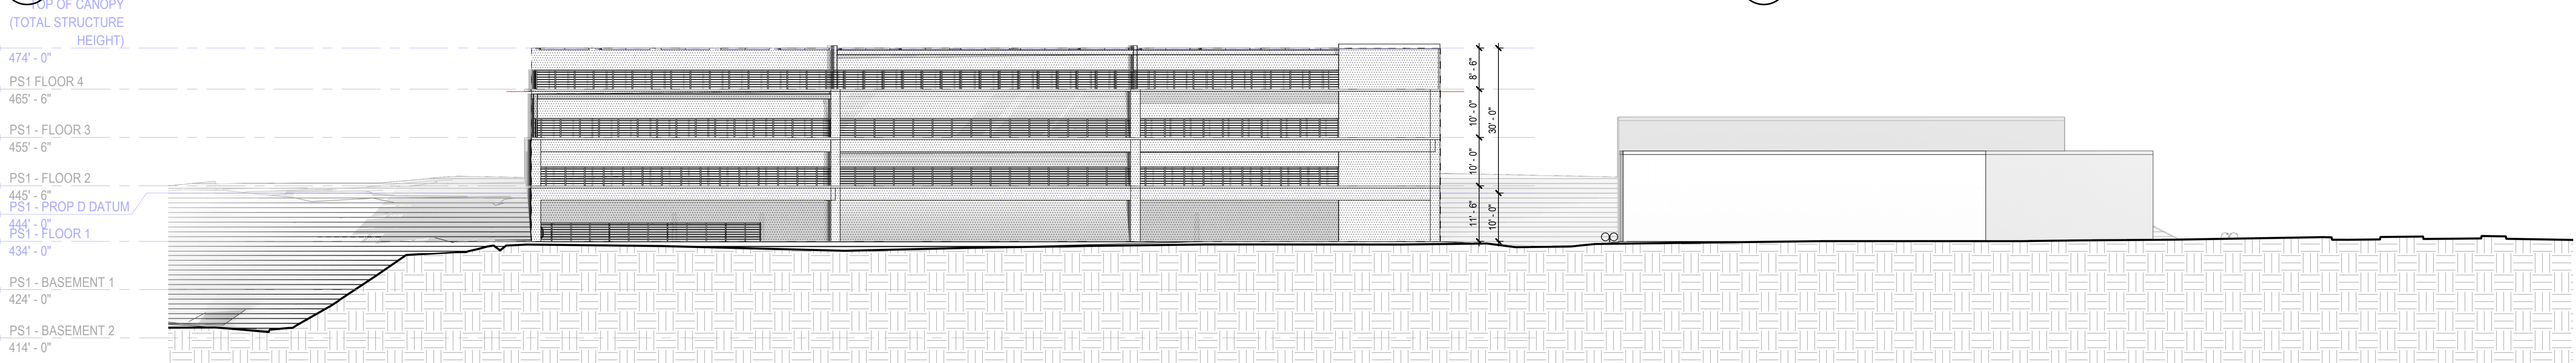 TOP OF CANOPY
(TOTAL STRUCTURE
HEIGHT)
474' - 0"
PS1 FLOOR 4
465' - 6"
PS1 - FLOOR 3
455' - 6"
PS1 - FLOOR 2
445' - 6"
PS1 - PROP D DATUM
444' - 0"
PS1 - FLOOR 1
434' - 0"
PS1 - BASEMENT 1
424' - 0"
PS1 - BASEMENT 2
414' - 0"
8' - 6"
10' - 0"
30' - 0"
10' - 0"
11' - 6"
10' - 0"